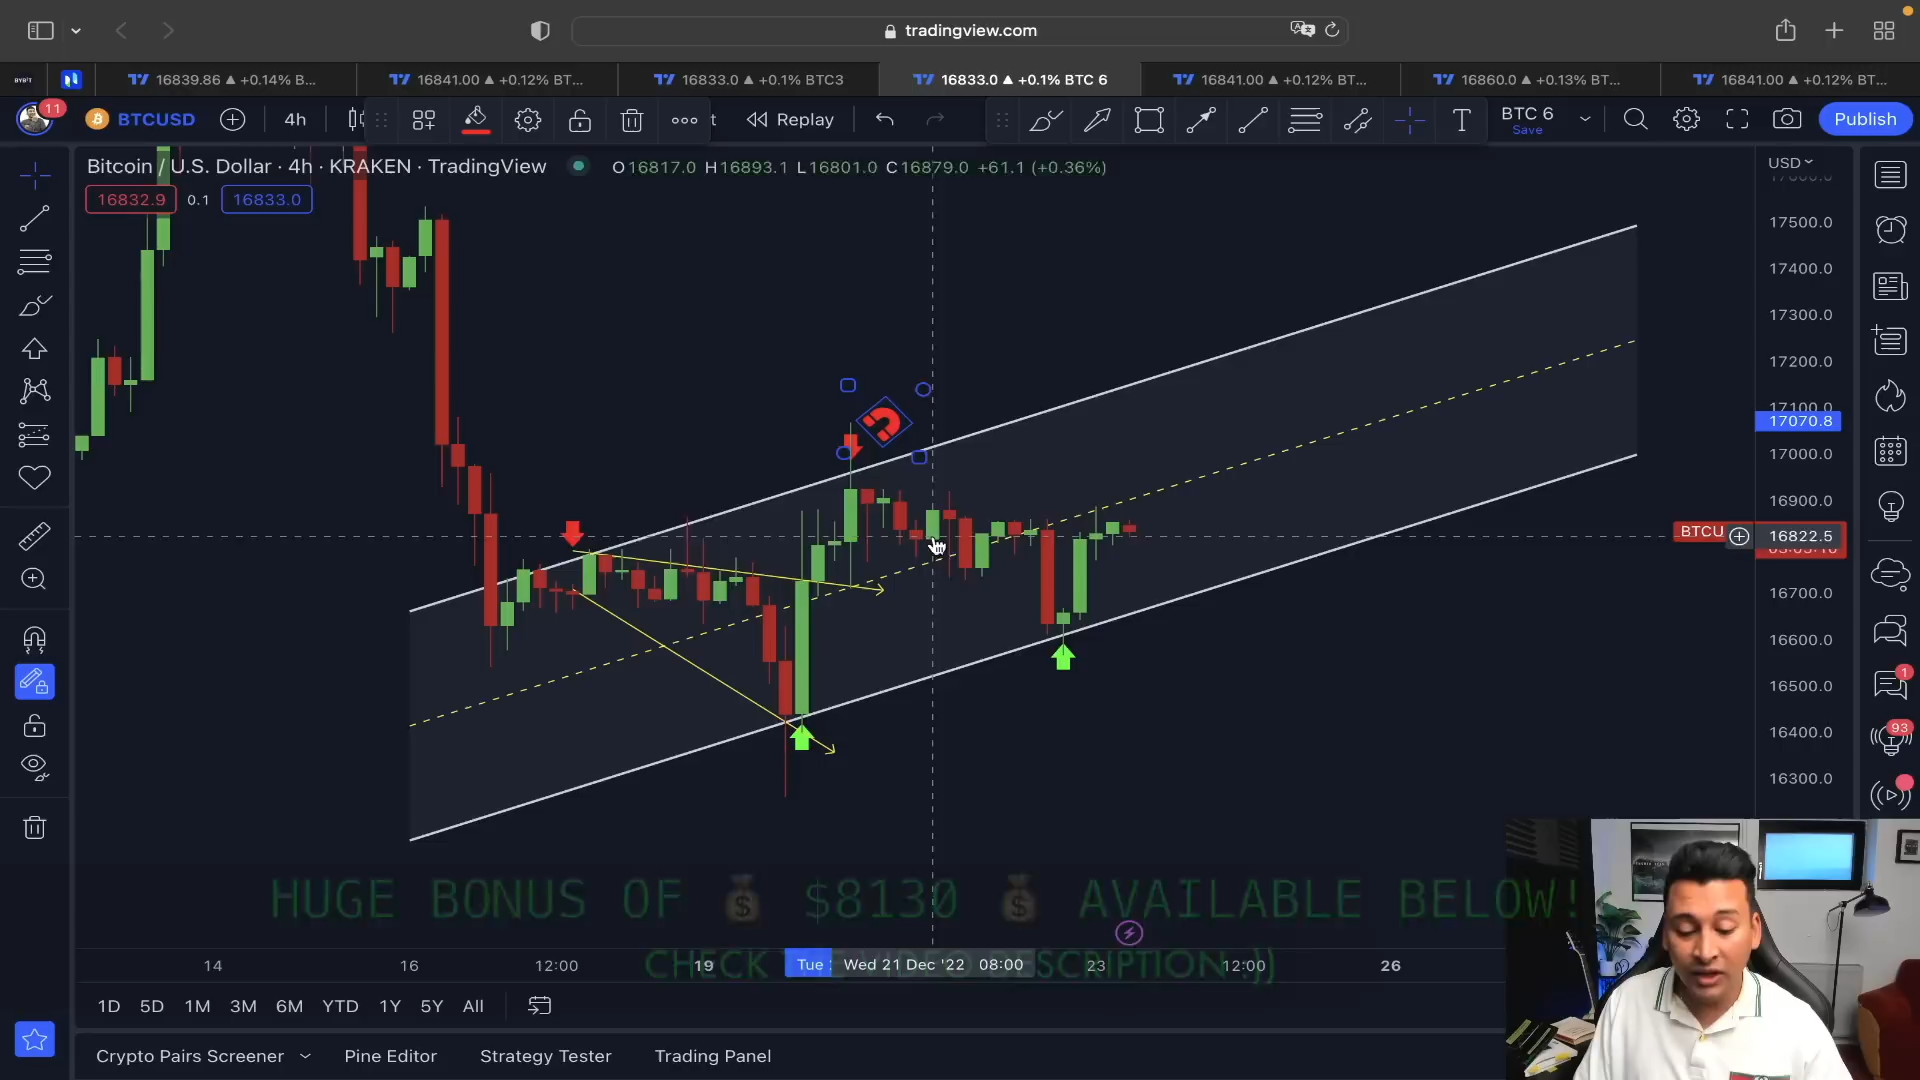 tradingview.com
BYBIT
16839.86 ▲ +0.14% B...
16841.00 ▲ +0.12% BT...
16833.0 ▲ +0.1% BTC3
16833.0 ▲ +0.1% BTC 6
16841.00 ▲ +0.12% BT...
16860.0 ▲ +0.13% BT...
16841.00 ▲ +0.12% BT...
11
BTCUSD
4h
Replay
BTC 6
Save
Publish
Bitcoin / U.S. Dollar · 4h · KRAKEN · TradingView
O16817.0 H16893.1 L16801.0 C16879.0 +61.1 (+0.36%)
USD
16832.9
0.1
16833.0
17500.0
17400.0
17300.0
17200.0
17100.0
17070.8
17000.0
16900.0
BTCU
16822.5
16700.0
16600.0
16500.0
16400.0
16300.0
1
93
HUGE BONUS OF 💰 $8130 💰 AVAILABLE BELOW!
CHECK
14
16
12:00
19
Tue
Wed 21 Dec '22 08:00
23
12:00
26
1D 5D 1M 3M 6M YTD 1Y 5Y All
Crypto Pairs Screener
Pine Editor
Strategy Tester
Trading Panel